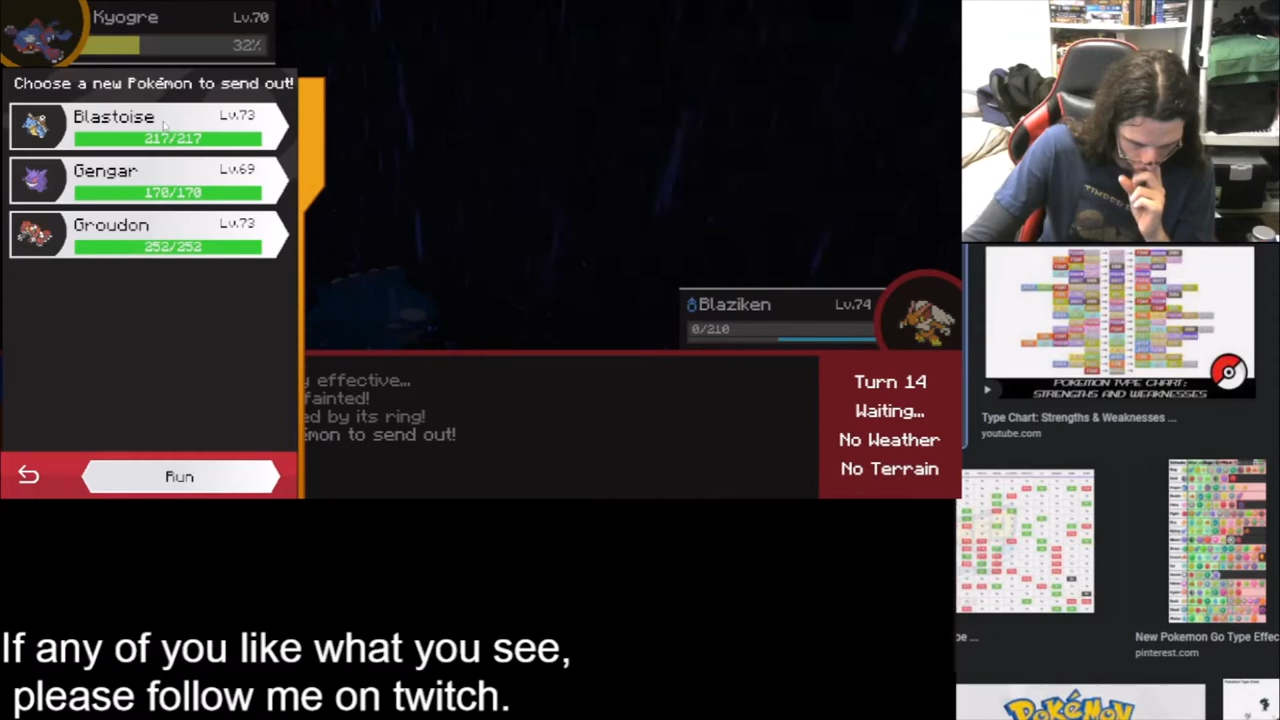 Kyogre Lv.70
32%
Choose a new Pokémon to send out!
Blastoise Lv.73
217/217
Gengar Lv.69
170/170
Groudon Lv.73
252/252
Run
Blaziken Lv.74
0/210
y effective...
fainted!
ed by its ring!
émon to send out!
Turn 14
Waiting...
No Weather
No Terrain
POKEMON TYPE CHART:
STRENGTHS AND WEAKNESSES
Type Chart: Strengths & Weaknesses ...
youtube.com
pe ...
New Pokemon Go Type Effec
pinterest.com
Pokémon
If any of you like what you see,
please follow me on twitch.